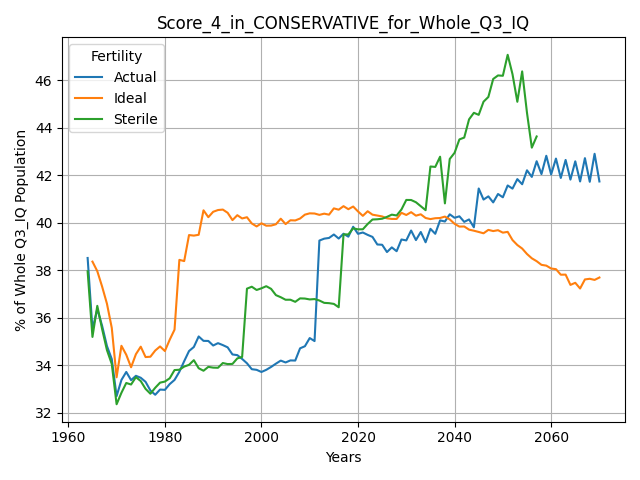 Score_4_in_CONSERVATIVE_for_Whole_Q3_IQ
Fertility
Actual
Ideal
Sterile
% of Whole Q3_IQ Population
46
44
42
40
38
36
34
32
1960
1980
2000
2020
2040
2060
Years